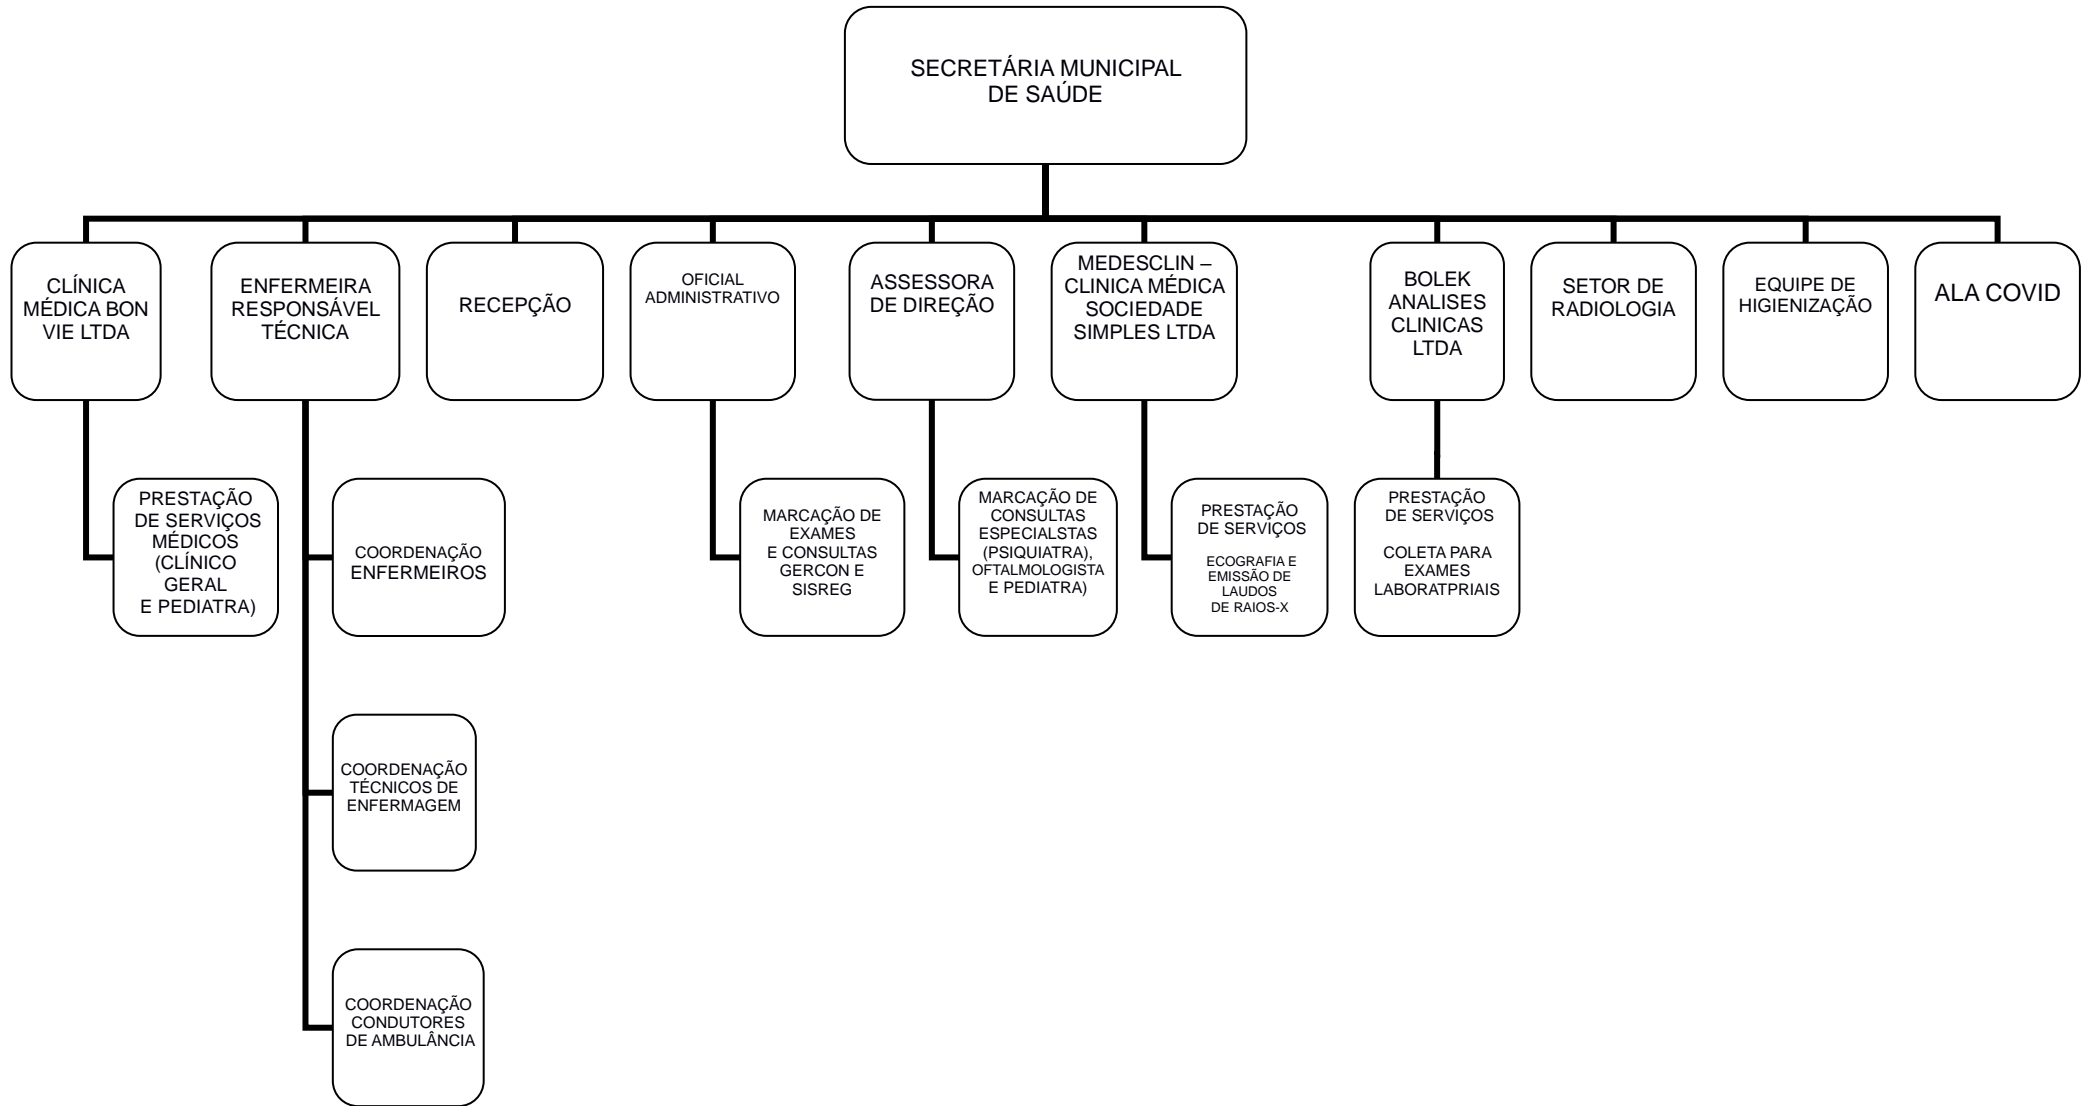 SECRETÁRIA MUNICIPAL
DE SAÚDE
CLÍNICA
MÉDICA BON
VIE LTDA
ENFERMEIRA
RESPONSÁVEL
TÉCNICA
RECEPÇÃO
OFICIAL
ADMINISTRATIVO
ASSESSORA
DE DIREÇÃO
MEDESCLIN –
CLINICA MÉDICA
SOCIEDADE
SIMPLES LTDA
BOLEK
ANALISES
CLINICAS
LTDA
SETOR DE
RADIOLOGIA
EQUIPE DE
HIGIENIZAÇÃO
ALA COVID
PRESTAÇÃO
DE SERVIÇOS
MÉDICOS
(CLÍNICO
GERAL
E PEDIATRA)
COORDENAÇÃO
ENFERMEIROS
MARCAÇÃO DE
EXAMES
E CONSULTAS
GERCON E
SISREG
MARCAÇÃO DE
CONSULTAS
ESPECIALSTAS
(PSIQUIATRA),
OFTALMOLOGISTA
E PEDIATRA)
PRESTAÇÃO
DE SERVIÇOS
ECOGRAFIA E
EMISSÃO DE
LAUDOS
DE RAIOS-X
PRESTAÇÃO
DE SERVIÇOS
COLETA PARA
EXAMES
LABORATPRIAIS
COORDENAÇÃO
TÉCNICOS DE
ENFERMAGEM
COORDENAÇÃO
CONDUTORES
DE AMBULÂNCIA